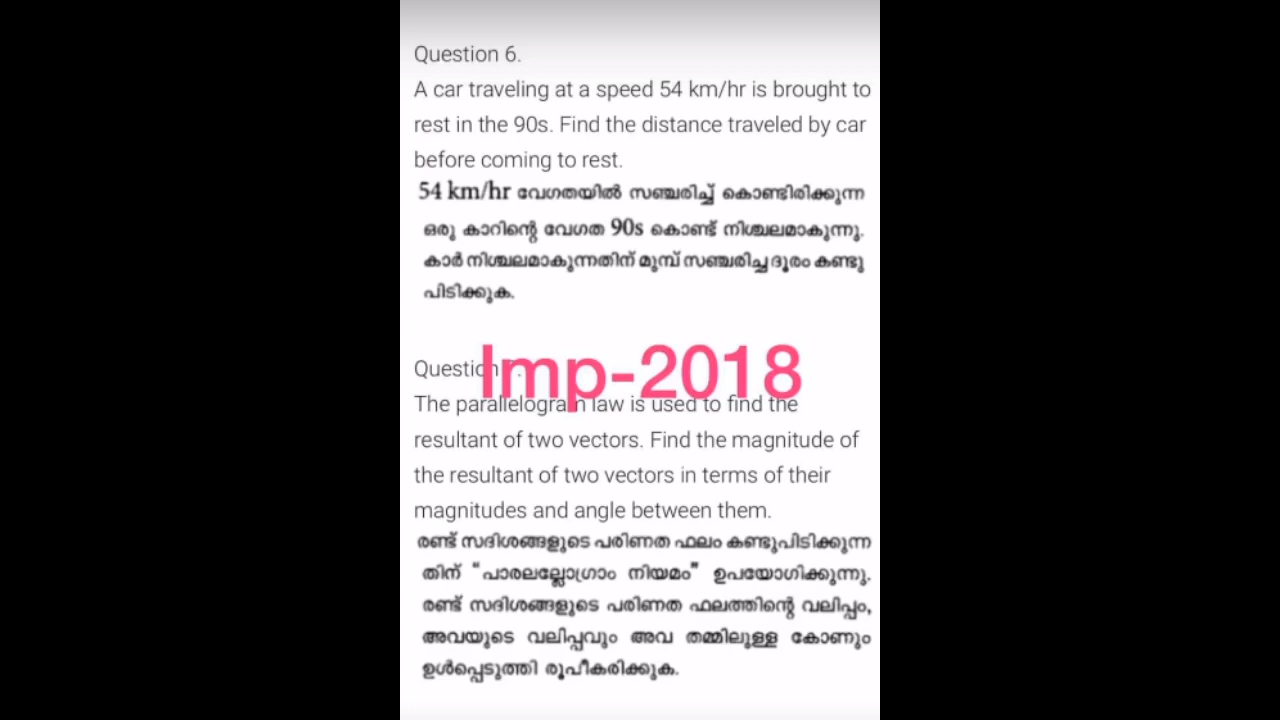 Question 6.
A car traveling at a speed 54 km/hr is brought to
rest in the 90s. Find the distance traveled by car
before coming to rest.
54 km/hr വേഗതയിൽ സഞ്ചരിച്ച് കൊണ്ടിരിക്കുന്ന
ഒരു കാറിന്റെ വേഗത 90s കൊണ്ട് നിശ്ചലമാകുന്നു.
കാർ നിശ്ചലമാകുന്നതിന് മുമ്പ് സഞ്ചരിച്ച ദൂരം കണ്ടു
പിടിക്കുക.
Question
Imp-2018
The parallelogram law is used to find the
resultant of two vectors. Find the magnitude of
the resultant of two vectors in terms of their
magnitudes and angle between them.
രണ്ട് സദിശങ്ങളുടെ പരിണത ഫലം കണ്ടുപിടിക്കുന്ന
തിന് “പാരലല്ലോഗ്രാം നിയമം” ഉപയോഗിക്കുന്നു.
രണ്ട് സദിശങ്ങളുടെ പരിണത ഫലത്തിന്റെ വലിപ്പം,
അവയുടെ വലിപ്പവും അവ തമ്മിലുള്ള കോണും
ഉൾപ്പെടുത്തി രൂപീകരിക്കുക.